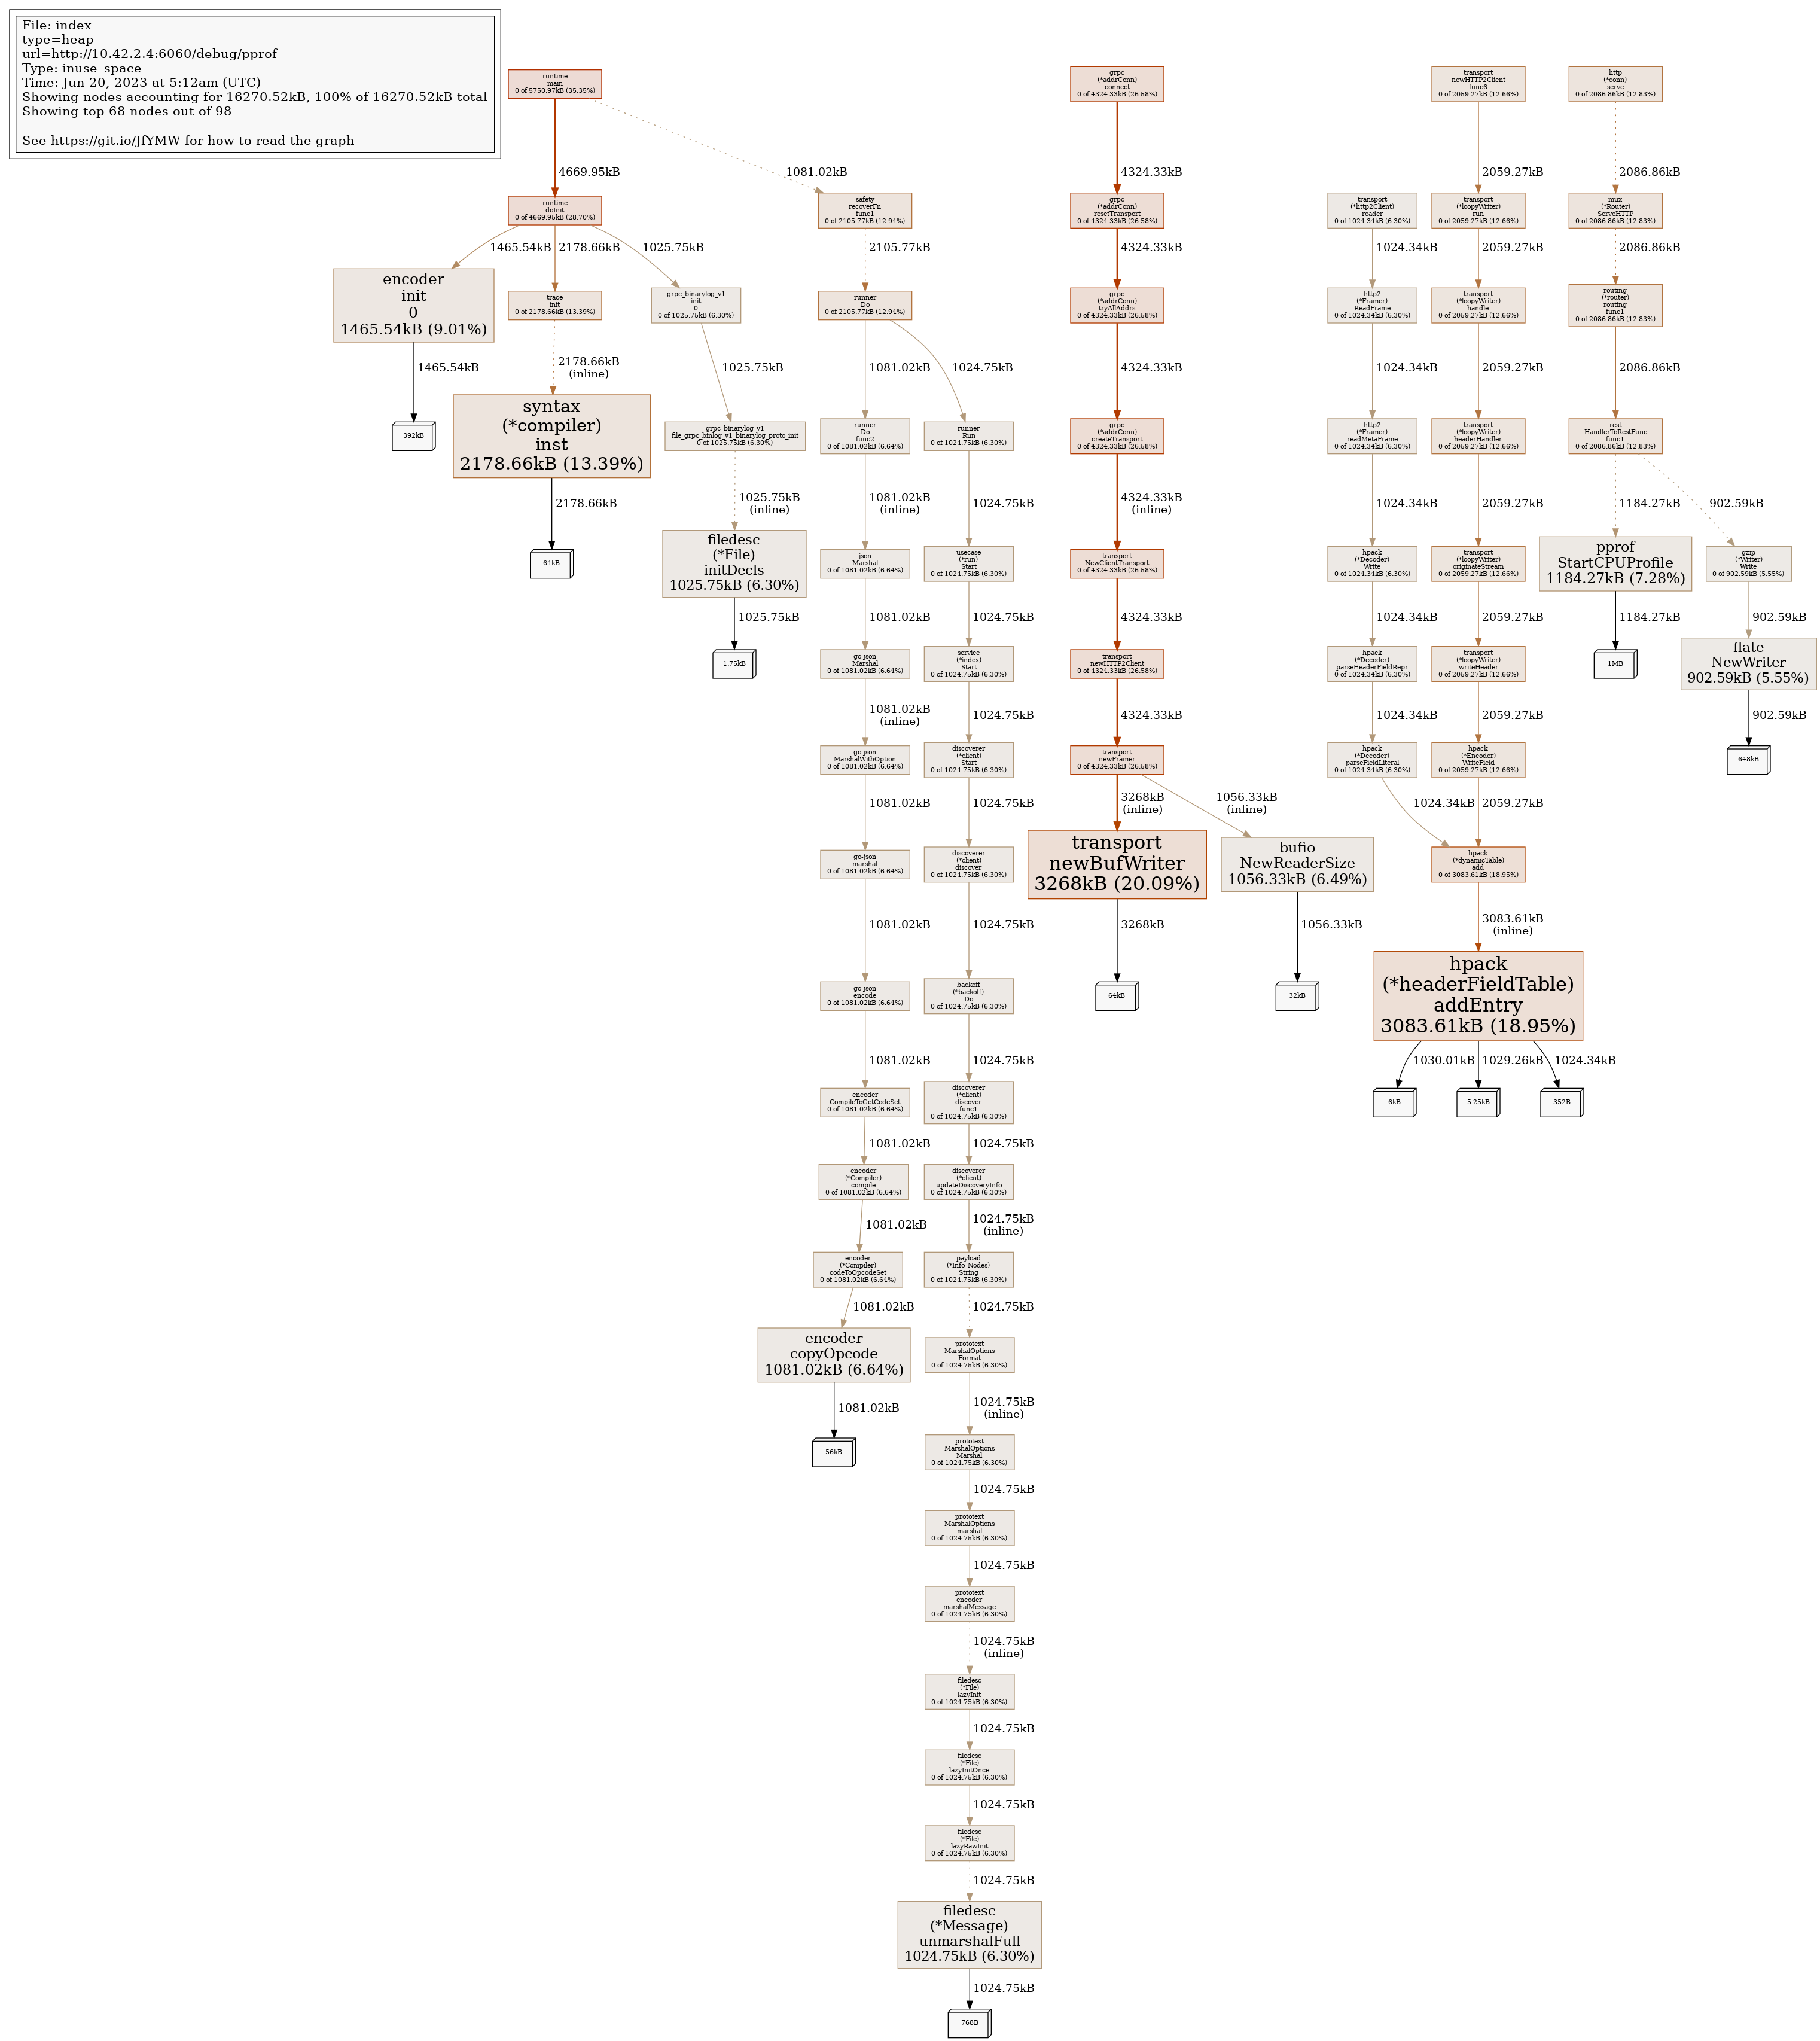 File: index
type=heap
url=http://10.42.2.4:6060/debug/pprof
Type: inuse_space
Time: Jun 20, 2023 at 5:12am (UTC)
Showing nodes accounting for 16270.52kB, 100% of 16270.52kB total
Showing top 68 nodes out of 98
See https://git.io/JfYMW for how to read the graph
runtime
main
0 of 5750.97kB (35.35%)
4669.95kB
1081.02kB
runtime
doInit
0 of 4669.95kB (28.70%)
1465.54kB
2178.66kB
1025.75kB
encoder
init
0
1465.54kB (9.01%)
1465.54kB
392kB
trace
init
0 of 2178.66kB (13.39%)
2178.66kB
(inline)
syntax
(*compiler)
inst
2178.66kB (13.39%)
2178.66kB
64kB
grpc_binarylog_v1
init
0
0 of 1025.75kB (6.30%)
1025.75kB
grpc_binarylog_v1
file_grpc_binlog_v1_binarylog_proto_init
0 of 1025.75kB (6.30%)
1025.75kB
(inline)
filedesc
(*File)
initDecls
1025.75kB (6.30%)
1025.75kB
1.75kB
safety
recoverFn
func1
0 of 2105.77kB (12.94%)
2105.77kB
runner
Do
0 of 2105.77kB (12.94%)
1081.02kB
1024.75kB
runner
Do
func2
0 of 1081.02kB (6.64%)
1081.02kB
(inline)
json
Marshal
0 of 1081.02kB (6.64%)
1081.02kB
go-json
Marshal
0 of 1081.02kB (6.64%)
1081.02kB
(inline)
go-json
MarshalWithOption
0 of 1081.02kB (6.64%)
1081.02kB
go-json
marshal
0 of 1081.02kB (6.64%)
1081.02kB
go-json
encode
0 of 1081.02kB (6.64%)
1081.02kB
encoder
CompileToGetCodeSet
0 of 1081.02kB (6.64%)
1081.02kB
encoder
(*Compiler)
compile
0 of 1081.02kB (6.64%)
1081.02kB
encoder
(*Compiler)
codeToOpcodeSet
0 of 1081.02kB (6.64%)
1081.02kB
encoder
copyOpcode
1081.02kB (6.64%)
1081.02kB
56kB
runner
Run
0 of 1024.75kB (6.30%)
1024.75kB
usecase
(*run)
Start
0 of 1024.75kB (6.30%)
1024.75kB
service
(*index)
Start
0 of 1024.75kB (6.30%)
1024.75kB
discoverer
(*client)
Start
0 of 1024.75kB (6.30%)
1024.75kB
discoverer
(*client)
discover
0 of 1024.75kB (6.30%)
1024.75kB
backoff
(*backoff)
Do
0 of 1024.75kB (6.30%)
1024.75kB
discoverer
(*client)
discover
func1
0 of 1024.75kB (6.30%)
1024.75kB
discoverer
(*client)
updateDiscoveryInfo
0 of 1024.75kB (6.30%)
1024.75kB
(inline)
payload
(*Info_Nodes)
String
0 of 1024.75kB (6.30%)
1024.75kB
prototext
MarshalOptions
Format
0 of 1024.75kB (6.30%)
1024.75kB
(inline)
prototext
MarshalOptions
Marshal
0 of 1024.75kB (6.30%)
1024.75kB
prototext
MarshalOptions
marshal
0 of 1024.75kB (6.30%)
1024.75kB
prototext
encoder
marshalMessage
0 of 1024.75kB (6.30%)
1024.75kB
(inline)
filedesc
(*File)
lazyInit
0 of 1024.75kB (6.30%)
1024.75kB
filedesc
(*File)
lazyInitOnce
0 of 1024.75kB (6.30%)
1024.75kB
filedesc
(*File)
lazyRawInit
0 of 1024.75kB (6.30%)
1024.75kB
filedesc
(*Message)
unmarshalFull
1024.75kB (6.30%)
1024.75kB
768B
grpc
(*addrConn)
connect
0 of 4324.33kB (26.58%)
4324.33kB
grpc
(*addrConn)
resetTransport
0 of 4324.33kB (26.58%)
4324.33kB
grpc
(*addrConn)
tryAllAddrs
0 of 4324.33kB (26.58%)
4324.33kB
grpc
(*addrConn)
createTransport
0 of 4324.33kB (26.58%)
4324.33kB
(inline)
transport
NewClientTransport
0 of 4324.33kB (26.58%)
4324.33kB
transport
newHTTP2Client
0 of 4324.33kB (26.58%)
4324.33kB
transport
newFramer
0 of 4324.33kB (26.58%)
3268kB
(inline)
1056.33kB
(inline)
transport
newBufWriter
3268kB (20.09%)
3268kB
64kB
bufio
NewReaderSize
1056.33kB (6.49%)
1056.33kB
32kB
transport
(*http2Client)
reader
0 of 1024.34kB (6.30%)
1024.34kB
http2
(*Framer)
ReadFrame
0 of 1024.34kB (6.30%)
1024.34kB
http2
(*Framer)
readMetaFrame
0 of 1024.34kB (6.30%)
1024.34kB
hpack
(*Decoder)
Write
0 of 1024.34kB (6.30%)
1024.34kB
hpack
(*Decoder)
parseHeaderFieldRepr
0 of 1024.34kB (6.30%)
1024.34kB
hpack
(*Decoder)
parseFieldLiteral
0 of 1024.34kB (6.30%)
1024.34kB
transport
newHTTP2Client
func6
0 of 2059.27kB (12.66%)
2059.27kB
transport
(*loopyWriter)
run
0 of 2059.27kB (12.66%)
2059.27kB
transport
(*loopyWriter)
handle
0 of 2059.27kB (12.66%)
2059.27kB
transport
(*loopyWriter)
headerHandler
0 of 2059.27kB (12.66%)
2059.27kB
transport
(*loopyWriter)
originateStream
0 of 2059.27kB (12.66%)
2059.27kB
transport
(*loopyWriter)
writeHeader
0 of 2059.27kB (12.66%)
2059.27kB
hpack
(*Encoder)
WriteField
0 of 2059.27kB (12.66%)
2059.27kB
hpack
(*dynamicTable)
add
0 of 3083.61kB (18.95%)
3083.61kB
(inline)
hpack
(*headerFieldTable)
addEntry
3083.61kB (18.95%)
1030.01kB
1029.26kB
1024.34kB
6kB
5.25kB
352B
http
(*conn)
serve
0 of 2086.86kB (12.83%)
2086.86kB
mux
(*Router)
ServeHTTP
0 of 2086.86kB (12.83%)
2086.86kB
routing
(*router)
routing
func1
0 of 2086.86kB (12.83%)
2086.86kB
rest
HandlerToRestFunc
func1
0 of 2086.86kB (12.83%)
1184.27kB
902.59kB
pprof
StartCPUProfile
1184.27kB (7.28%)
1184.27kB
1MB
gzip
(*Writer)
Write
0 of 902.59kB (5.55%)
902.59kB
flate
NewWriter
902.59kB (5.55%)
902.59kB
648kB